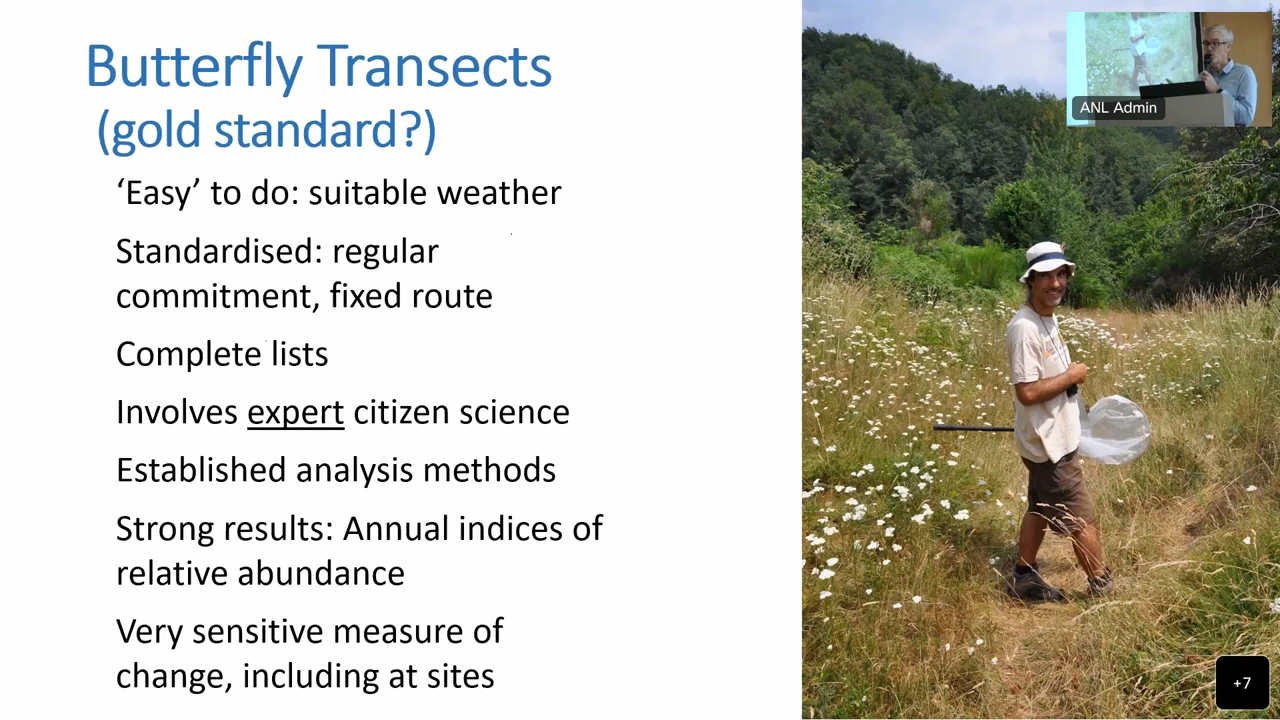 Butterfly Transects
(gold standard?)
‘Easy’ to do: suitable weather
Standardised: regular
commitment, fixed route
Complete lists
Involves expert citizen science
Established analysis methods
Strong results: Annual indices of
relative abundance
Very sensitive measure of
change, including at sites
ANL Admin
+7